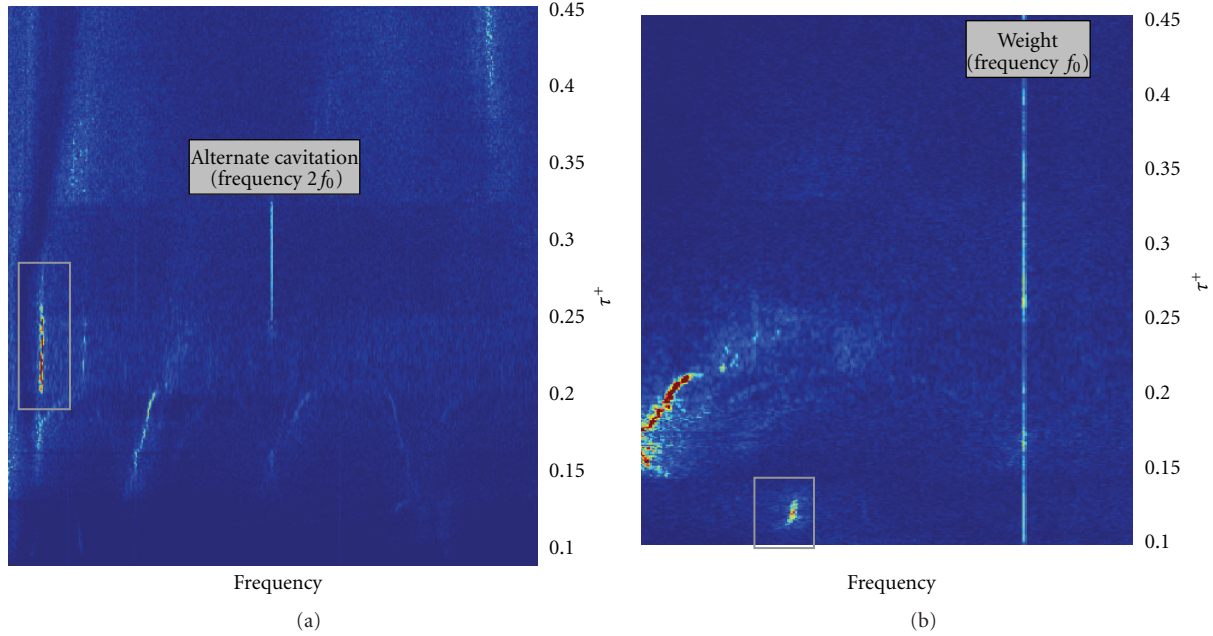 0.45
0.4
0.35
0.3
0.25
0.2
0.15
0.1
τ+
Alternate cavitation
(frequency 2f0)
Frequency
(a)
Weight
(frequency f0)
0.45
0.4
0.35
0.3
0.25
0.2
0.15
0.1
τ+
Frequency
(b)